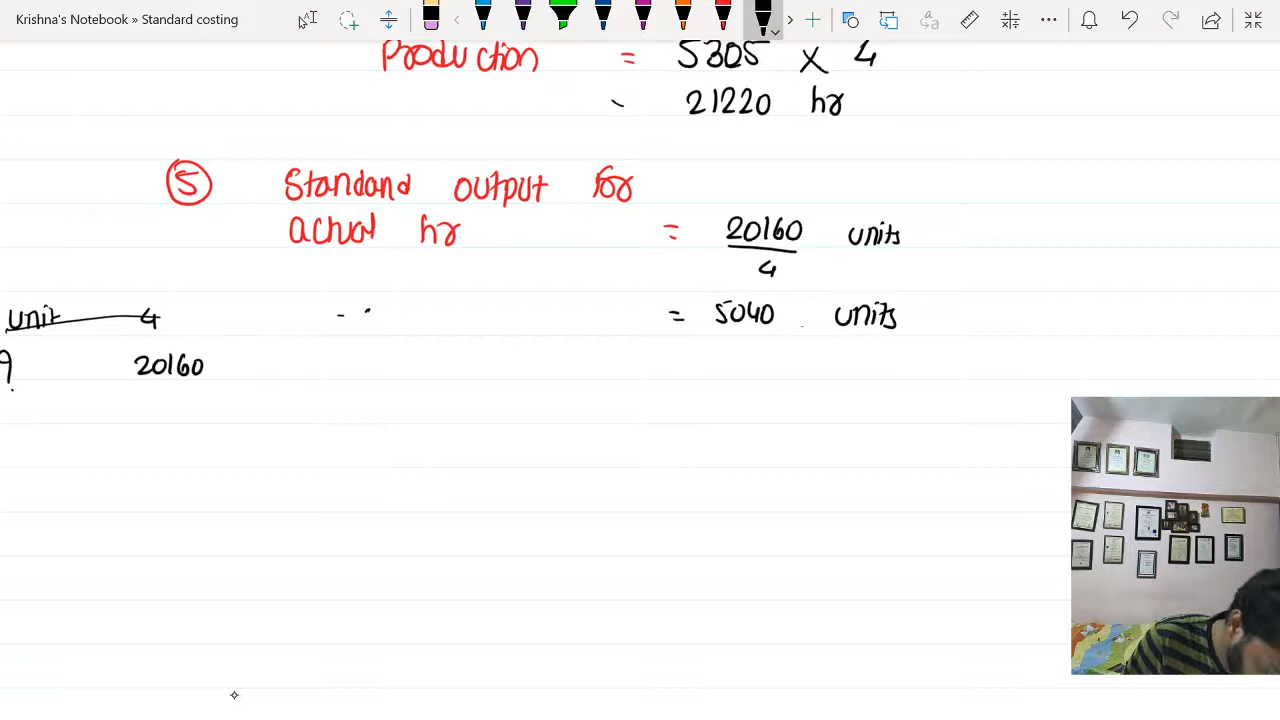 Krishna's Notebook » Standard costing
Production = 5305 x 4
21220 hr
5 Standard output for
actual hr = 20160 units
4
unit 4 = 5040 units
? 20160